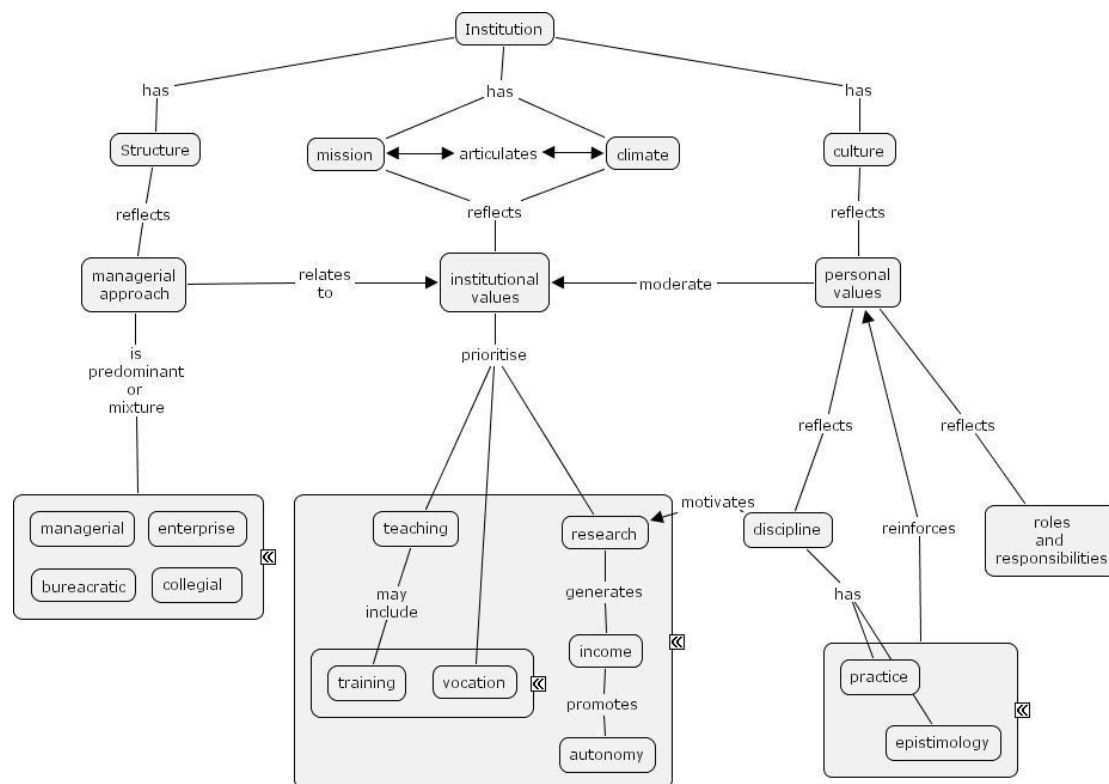 Institution
has
has
has
Structure
mission
articulates
climate
culture
reflects
reflects
reflects
managerial
approach
relates
to
institutional
values
moderate
personal
values
is
predominant
or
mixture
prioritise
reflects
reflects
managerial
enterprise
bureacratic
collegial
teaching
research
motivates
discipline
reinforces
roles
and
responsibilities
may
include
generates
has
training
vocation
income
practice
promotes
autonomy
epistimology